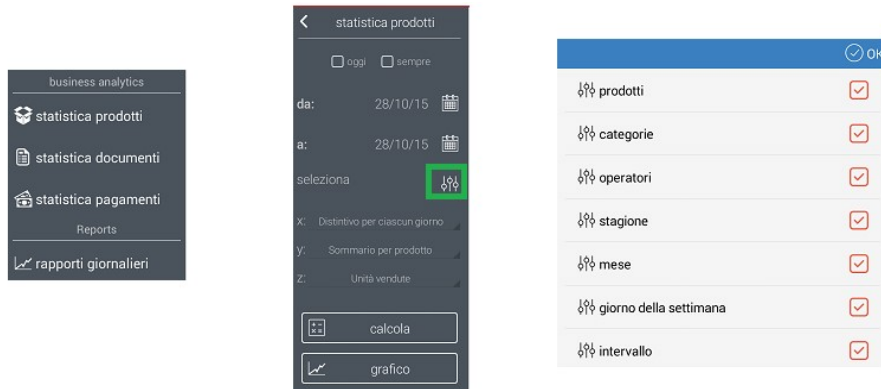 business analytics
statistica prodotti
statistica documenti
statistica pagamenti
Reports
rapporti giornalieri
statistica prodotti
oggi sempre
da: 28/10/15
a: 28/10/15
seleziona
x: Distintivo per ciascun giorno
y: Sommario per prodotto
z: Unità vendute
calcola
grafico
OK
prodotti
categorie
operatori
stagione
mese
giorno della settimana
intervallo